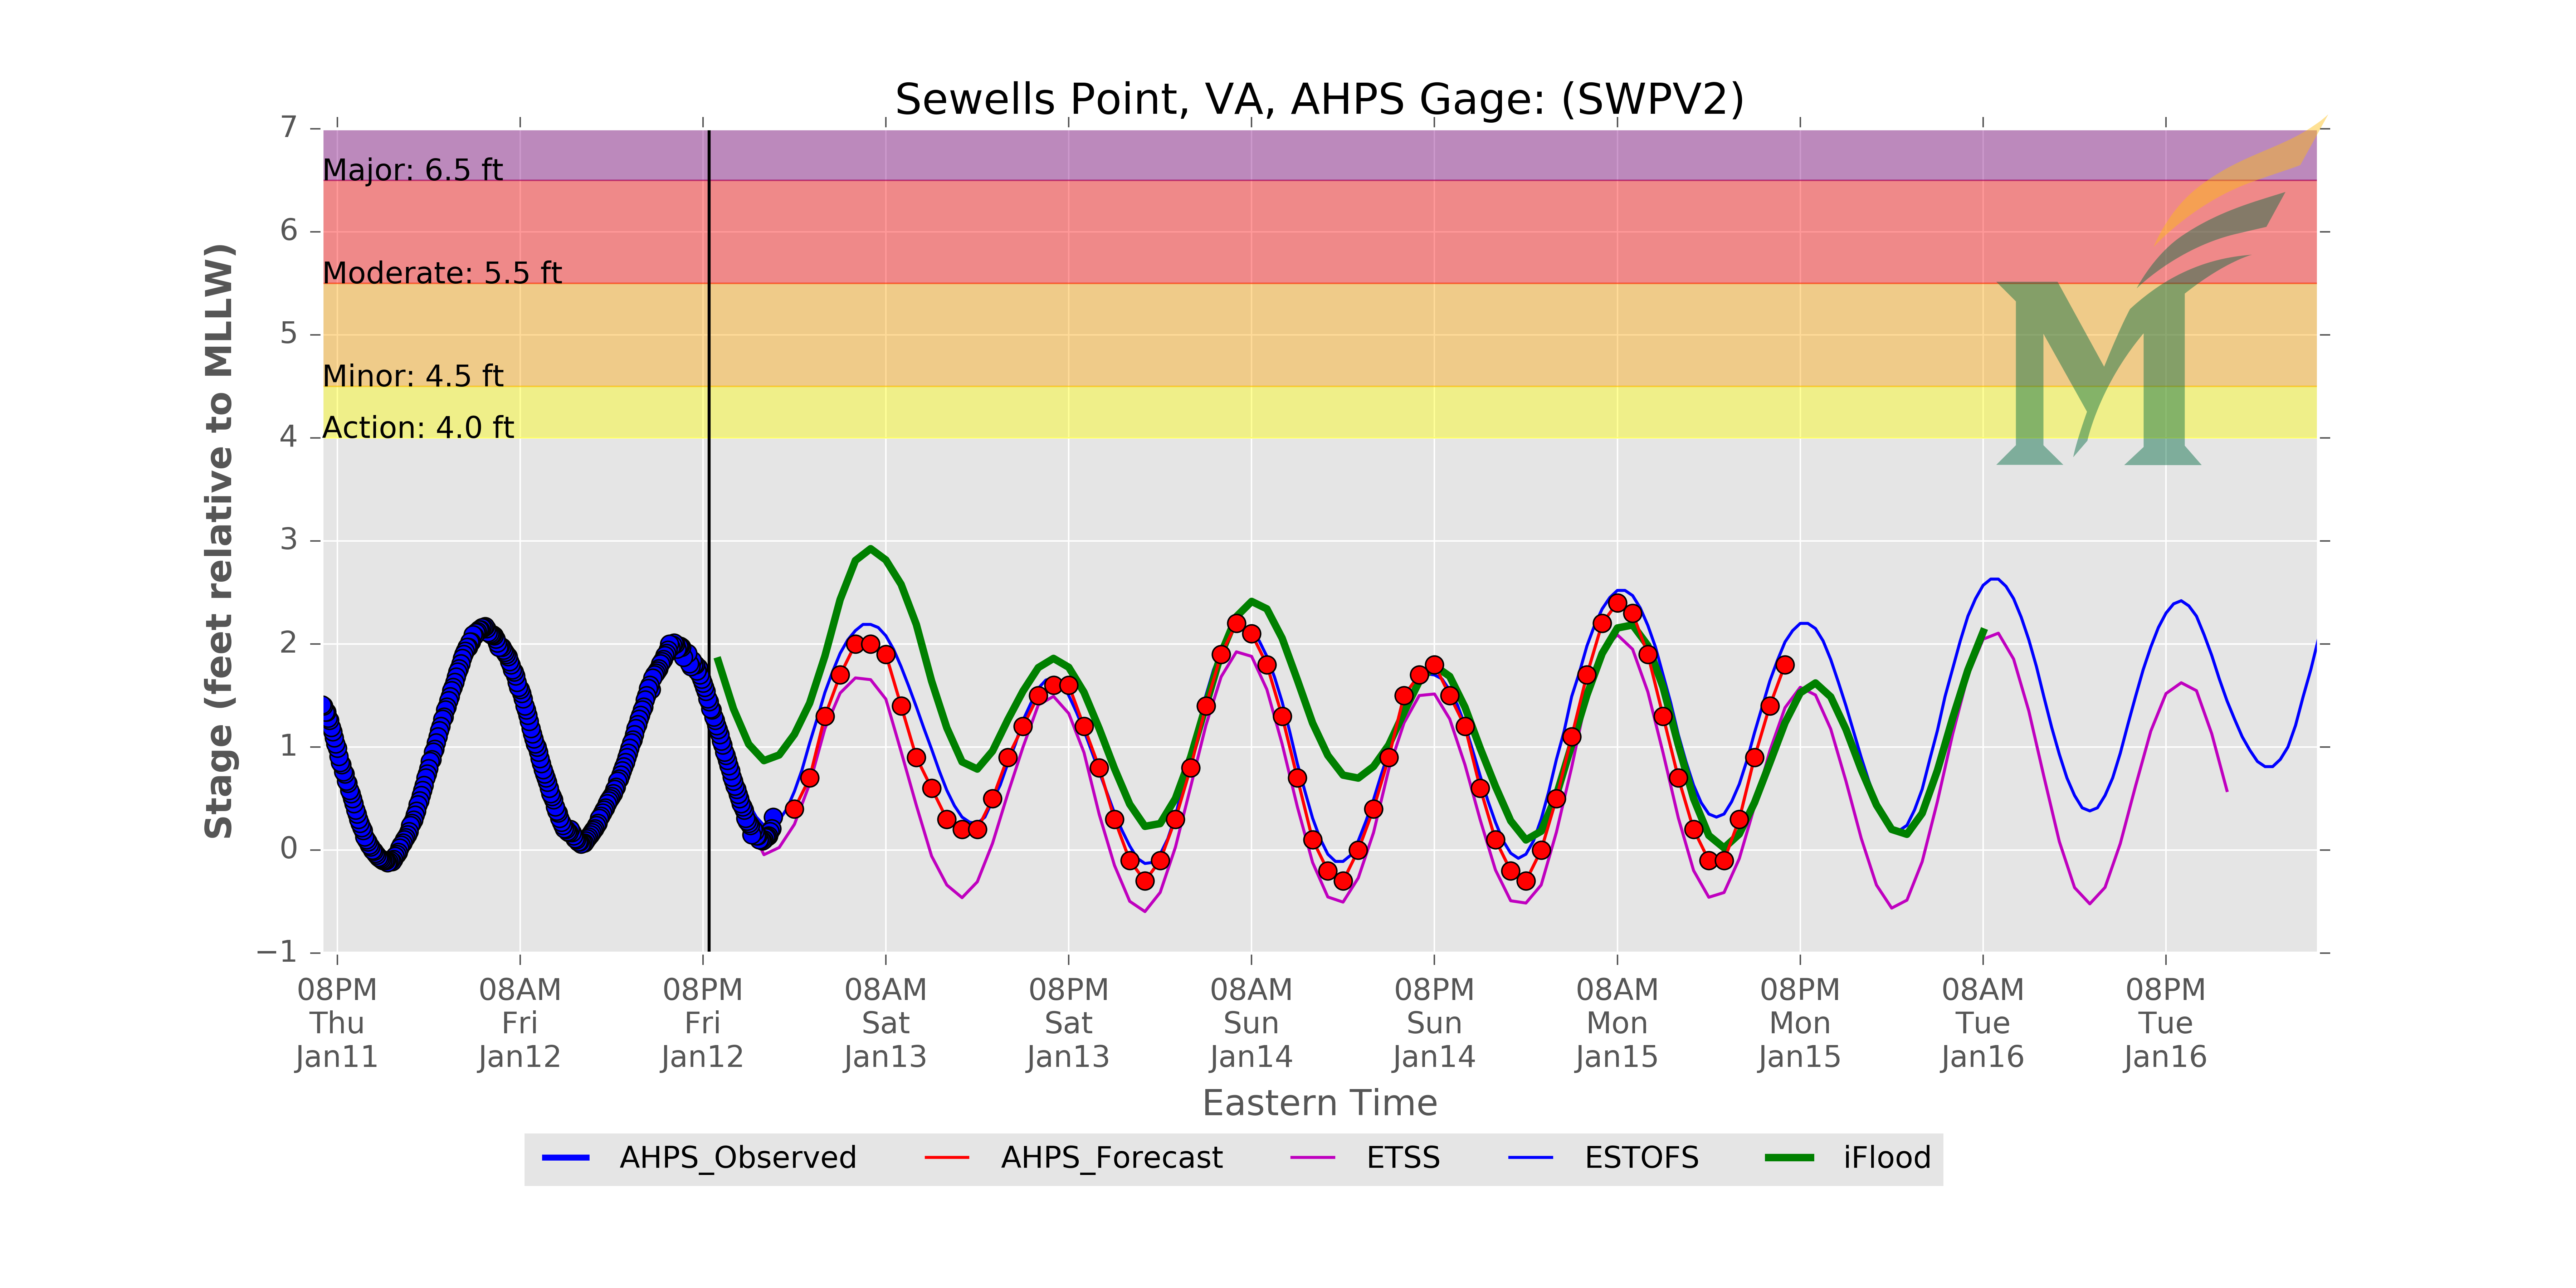 Sewells Point, VA, AHPS Gage: (SWPV2)
Stage (feet relative to MLLW)
7
6
5
4
3
2
1
0
−1
Major: 6.5 ft
Moderate: 5.5 ft
Minor: 4.5 ft
Action: 4.0 ft
08PM 08AM 08PM 08AM 08PM 08AM 08PM 08AM 08PM 08AM 08PM
Thu Fri Fri Sat Sat Sun Sun Mon Mon Tue Tue
Jan11 Jan12 Jan12 Jan13 Jan13 Jan14 Jan14 Jan15 Jan15 Jan16 Jan16
Eastern Time
AHPS_Observed AHPS_Forecast ETSS ESTOFS iFlood